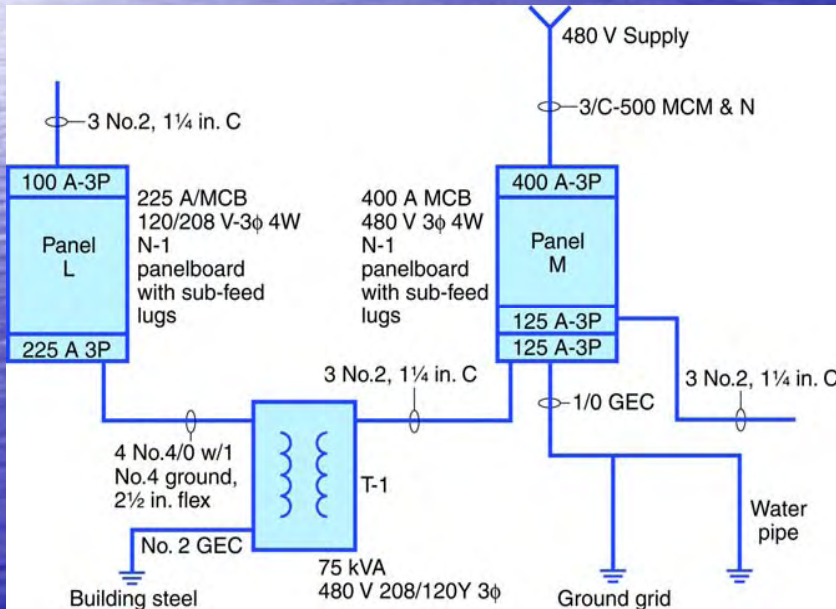 480 V Supply
3/C-500 MCM & N
3 No.2, 1¼ in. C
100 A-3P
Panel
L
225 A 3P
225 A/MCB
120/208 V-3ϕ 4W
N-1
panelboard
with sub-feed
lugs
400 A MCB
480 V 3ϕ 4W
N-1
panelboard
with sub-feed
lugs
400 A-3P
Panel
M
125 A-3P
125 A-3P
3 No.2, 1¼ in. C
3 No.2, 1¼ in. C
1/0 GEC
4 No.4/0 w/1
No.4 ground,
2½ in. flex
T-1
No. 2 GEC
75 kVA
480 V 208/120Y 3ϕ
Building steel
Water
pipe
Ground grid